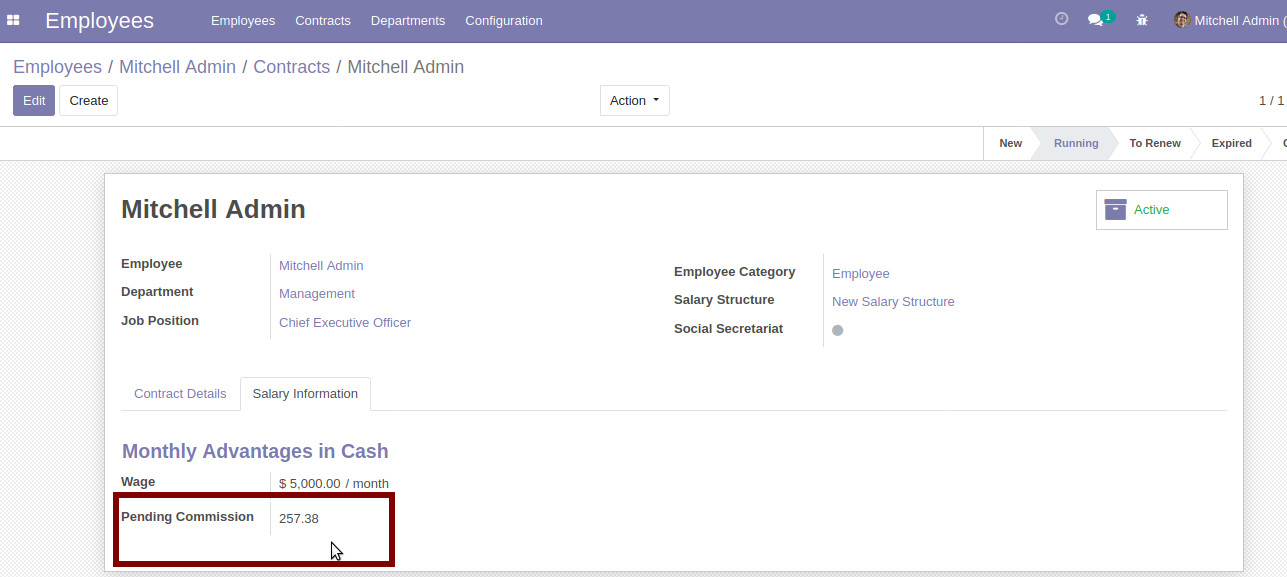 Employees Employees Contracts Departments Configuration 1 Mitchell Admin (
Employees / Mitchell Admin / Contracts / Mitchell Admin
Edit Create Action 1 / 1
New Running To Renew Expired
Mitchell Admin
Active
Employee Mitchell Admin
Department Management
Job Position Chief Executive Officer
Employee Category Employee
Salary Structure New Salary Structure
Social Secretariat
Contract Details Salary Information
Monthly Advantages in Cash
Wage $ 5,000.00 / month
Pending Commission 257.38